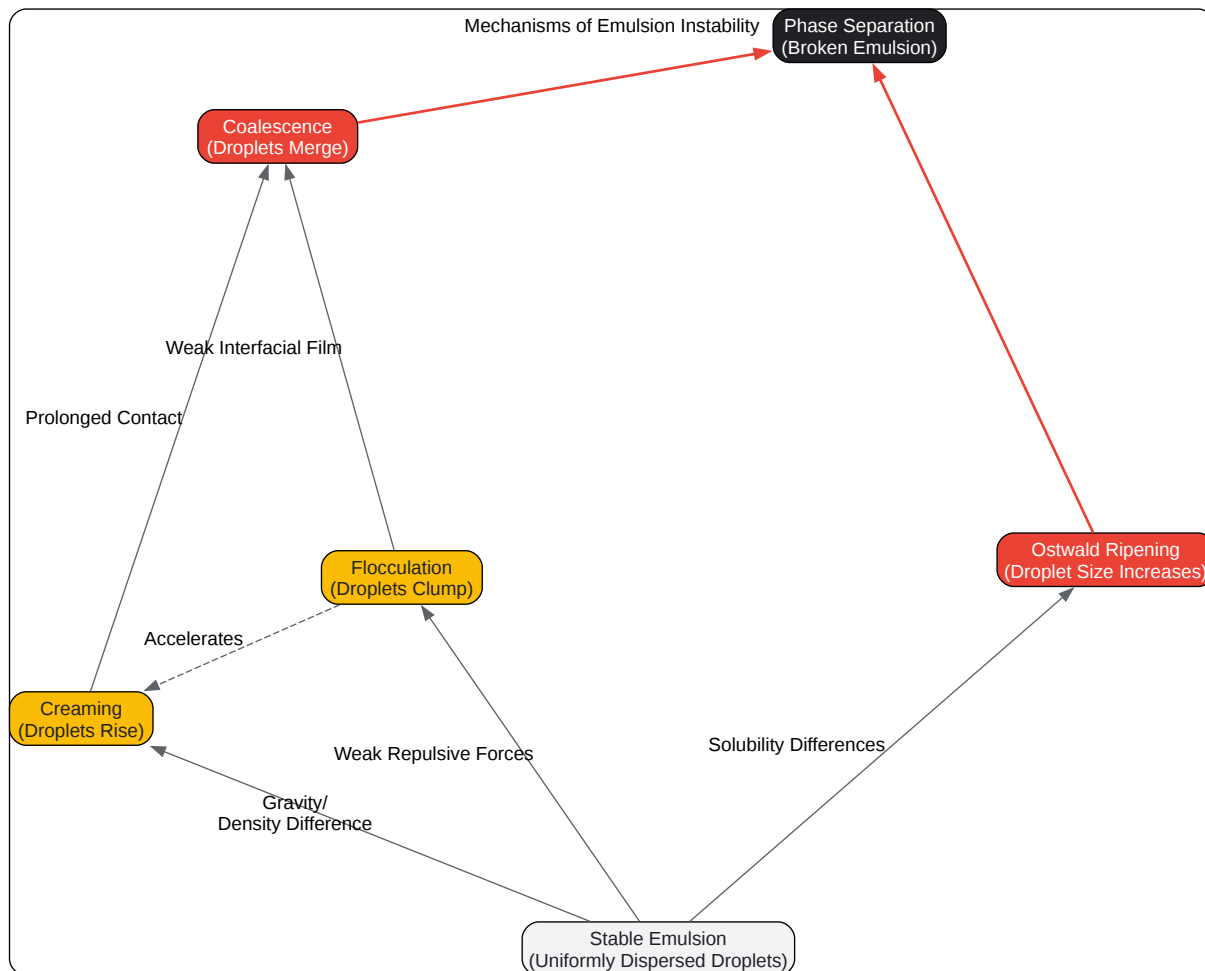 Mechanisms of Emulsion Instability
Phase Separation
(Broken Emulsion)
Coalescence
(Droplets Merge)
Weak Interfacial Film
Prolonged Contact
Flocculation
(Droplets Clump)
Ostwald Ripening
(Droplet Size Increases)
Accelerates
Creaming
(Droplets Rise)
Weak Repulsive Forces
Solubility Differences
Gravity/
Density Difference
Stable Emulsion
(Uniformly Dispersed Droplets)